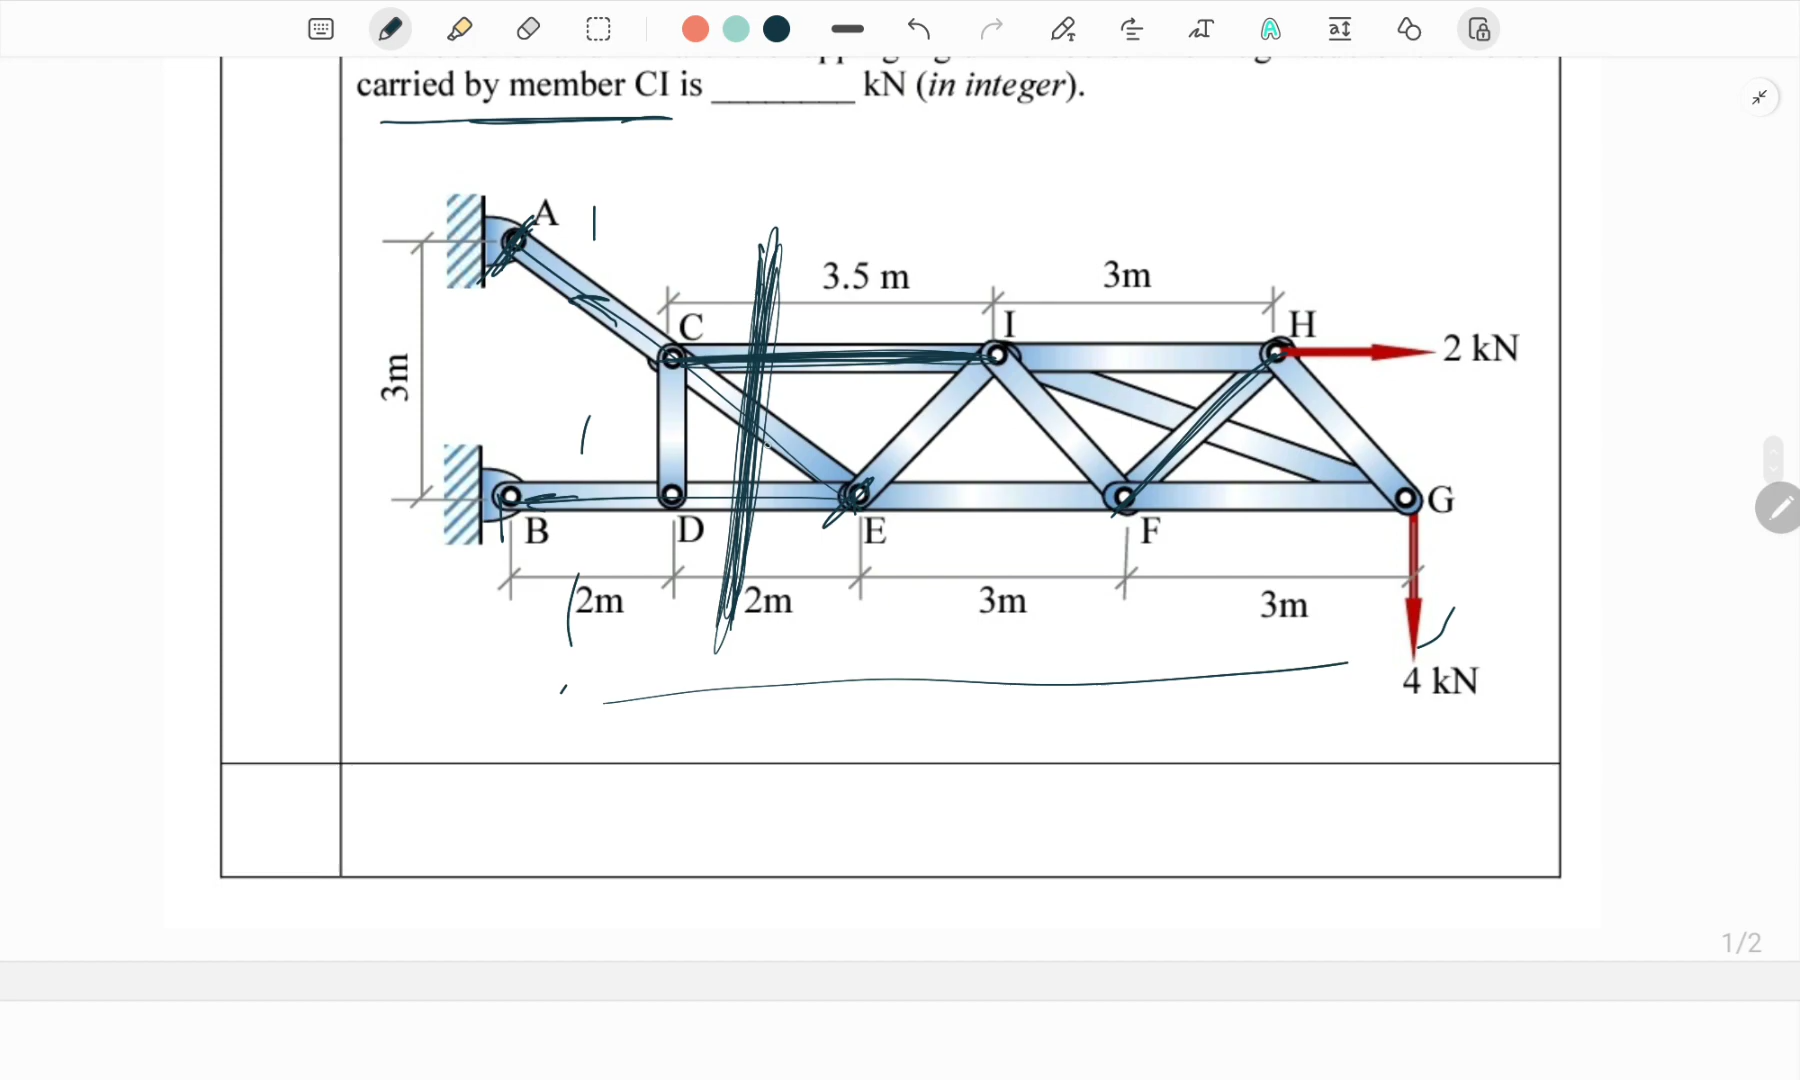 carried by member CI is ________ kN (in integer).
A
3.5 m
3m
C
I
H
2 kN
3m
B
D
E
F
G
2m
2m
3m
3m
4 kN
1/2